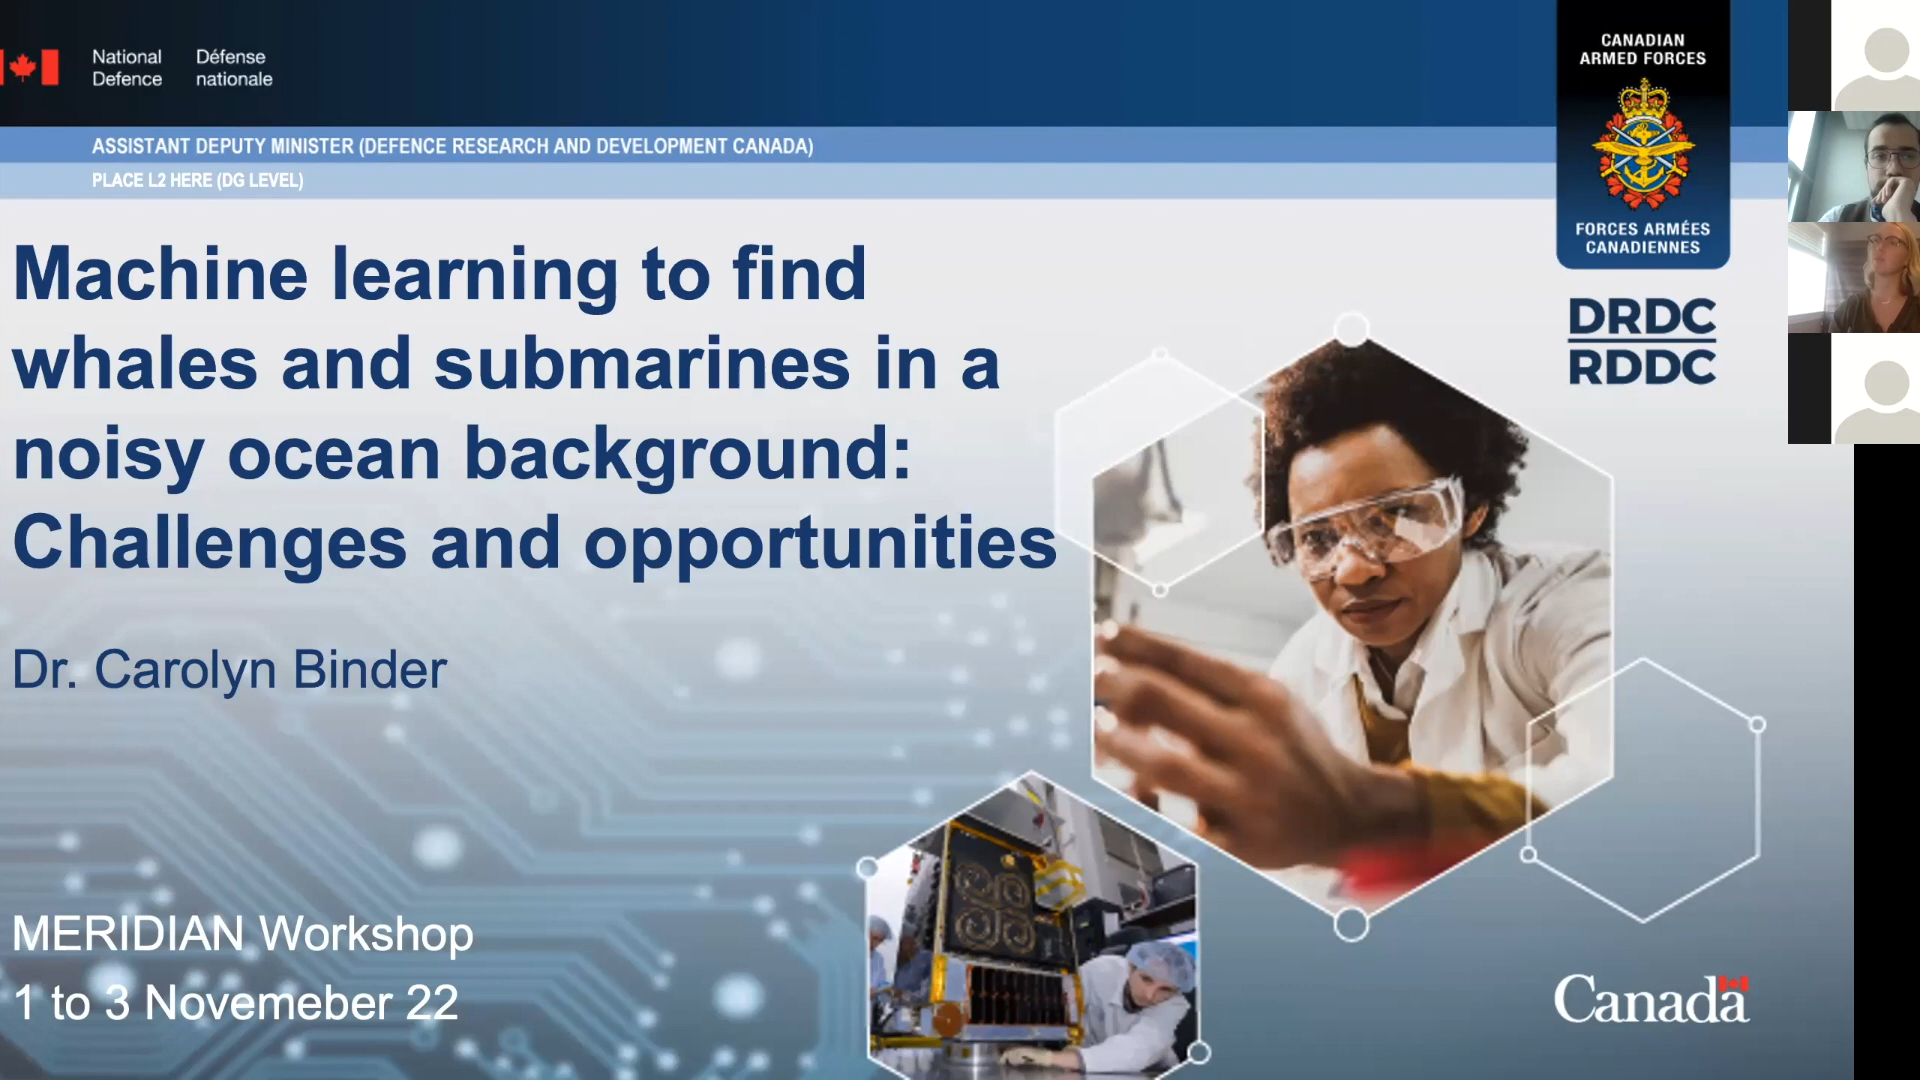 National Défense
Defence nationale
ASSISTANT DEPUTY MINISTER (DEFENCE RESEARCH AND DEVELOPMENT CANADA)
PLACE L2 HERE (DG LEVEL)
CANADIAN
ARMED FORCES
FORCES ARMÉES
CANADIENNES
DRDC
RDDC
Machine learning to find
whales and submarines in a
noisy ocean background:
Challenges and opportunities
Dr. Carolyn Binder
MERIDIAN Workshop
1 to 3 Novemeber 22
Canada